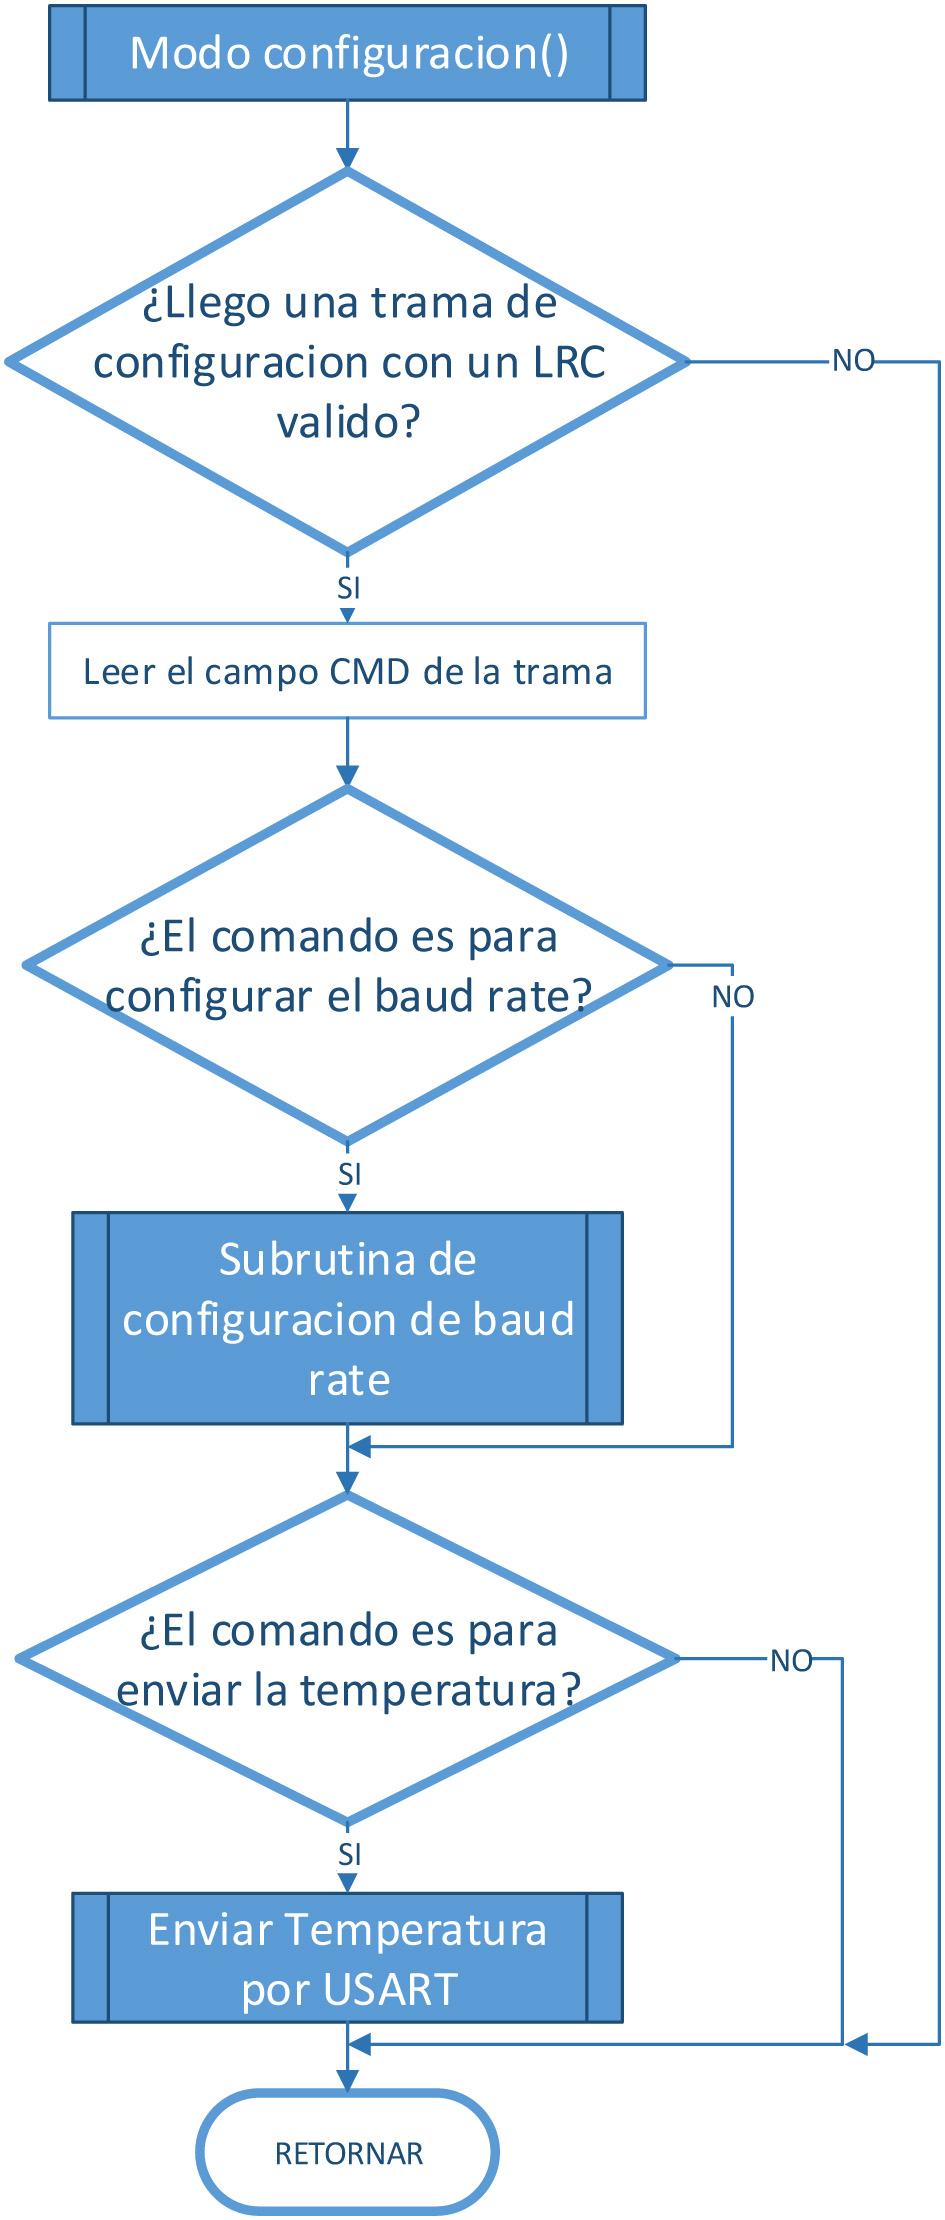 Modo configuracion()
¿Llego una trama de
configuracion con un LRC
valido?
NO
SI
Leer el campo CMD de la trama
¿El comando es para
configurar el baud rate?
NO
SI
Subrutina de
configuracion de baud
rate
¿El comando es para
enviar la temperatura?
NO
SI
Enviar Temperatura
por USART
RETORNAR